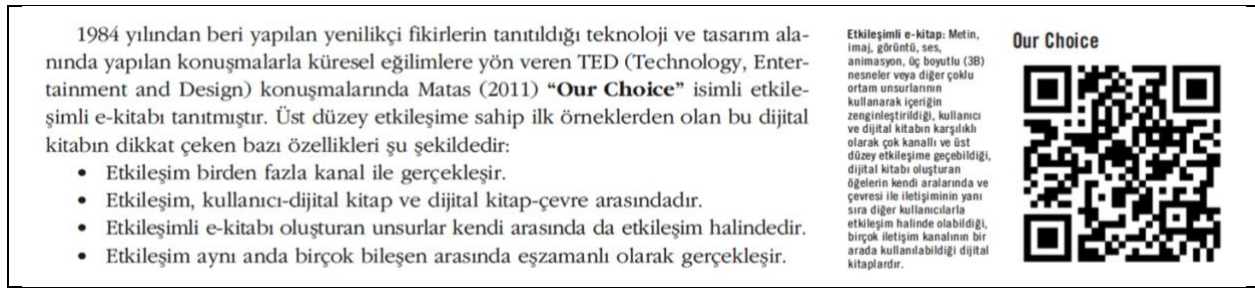 1984 yılından beri yapılan yenilikçi fikirlerin tanıtıldığı teknoloji ve tasarım ala-
nında yapılan konuşmalarla küresel eğilimlere yön veren TED (Technology, Enter-
tainment and Design) konuşmalarında Matas (2011) “Our Choice” isimli etkile-
şimli e-kitabı tanıtmıştır. Üst düzey etkileşime sahip ilk örneklerden olan bu dijital
kitabın dikkat çeken bazı özellikleri şu şekildedir:
• Etkileşim birden fazla kanal ile gerçekleşir.
• Etkileşim, kullanıcı-dijital kitap ve dijital kitap-çevre arasındadır.
• Etkileşimli e-kitabı oluşturan unsurlar kendi arasında da etkileşim halindedir.
• Etkileşim aynı anda birçok bileşen arasında eşzamanlı olarak gerçekleşir.
Etkileşimli e-kitap: Metin,
imaj, görüntü, ses,
animasyon, üç boyutlu (3B)
nesneler veya diğer çoklu
ortam unsurlarının
kullanarak içeriğin
zenginleştirildiği, kullanıcı
ve dijital kitabın karşılıklı
olarak çok kanallı ve üst
düzey etkileşime geçebildiği,
dijital kitabı oluşturan
öğelerin kendi aralarında ve
çevresi ile iletişiminin yanı
sıra diğer kullanıcılarla
etkileşim halinde olabildiği,
birçok iletişim kanalının bir
arada kullanılabildiği dijital
kitaplardır.
Our Choice